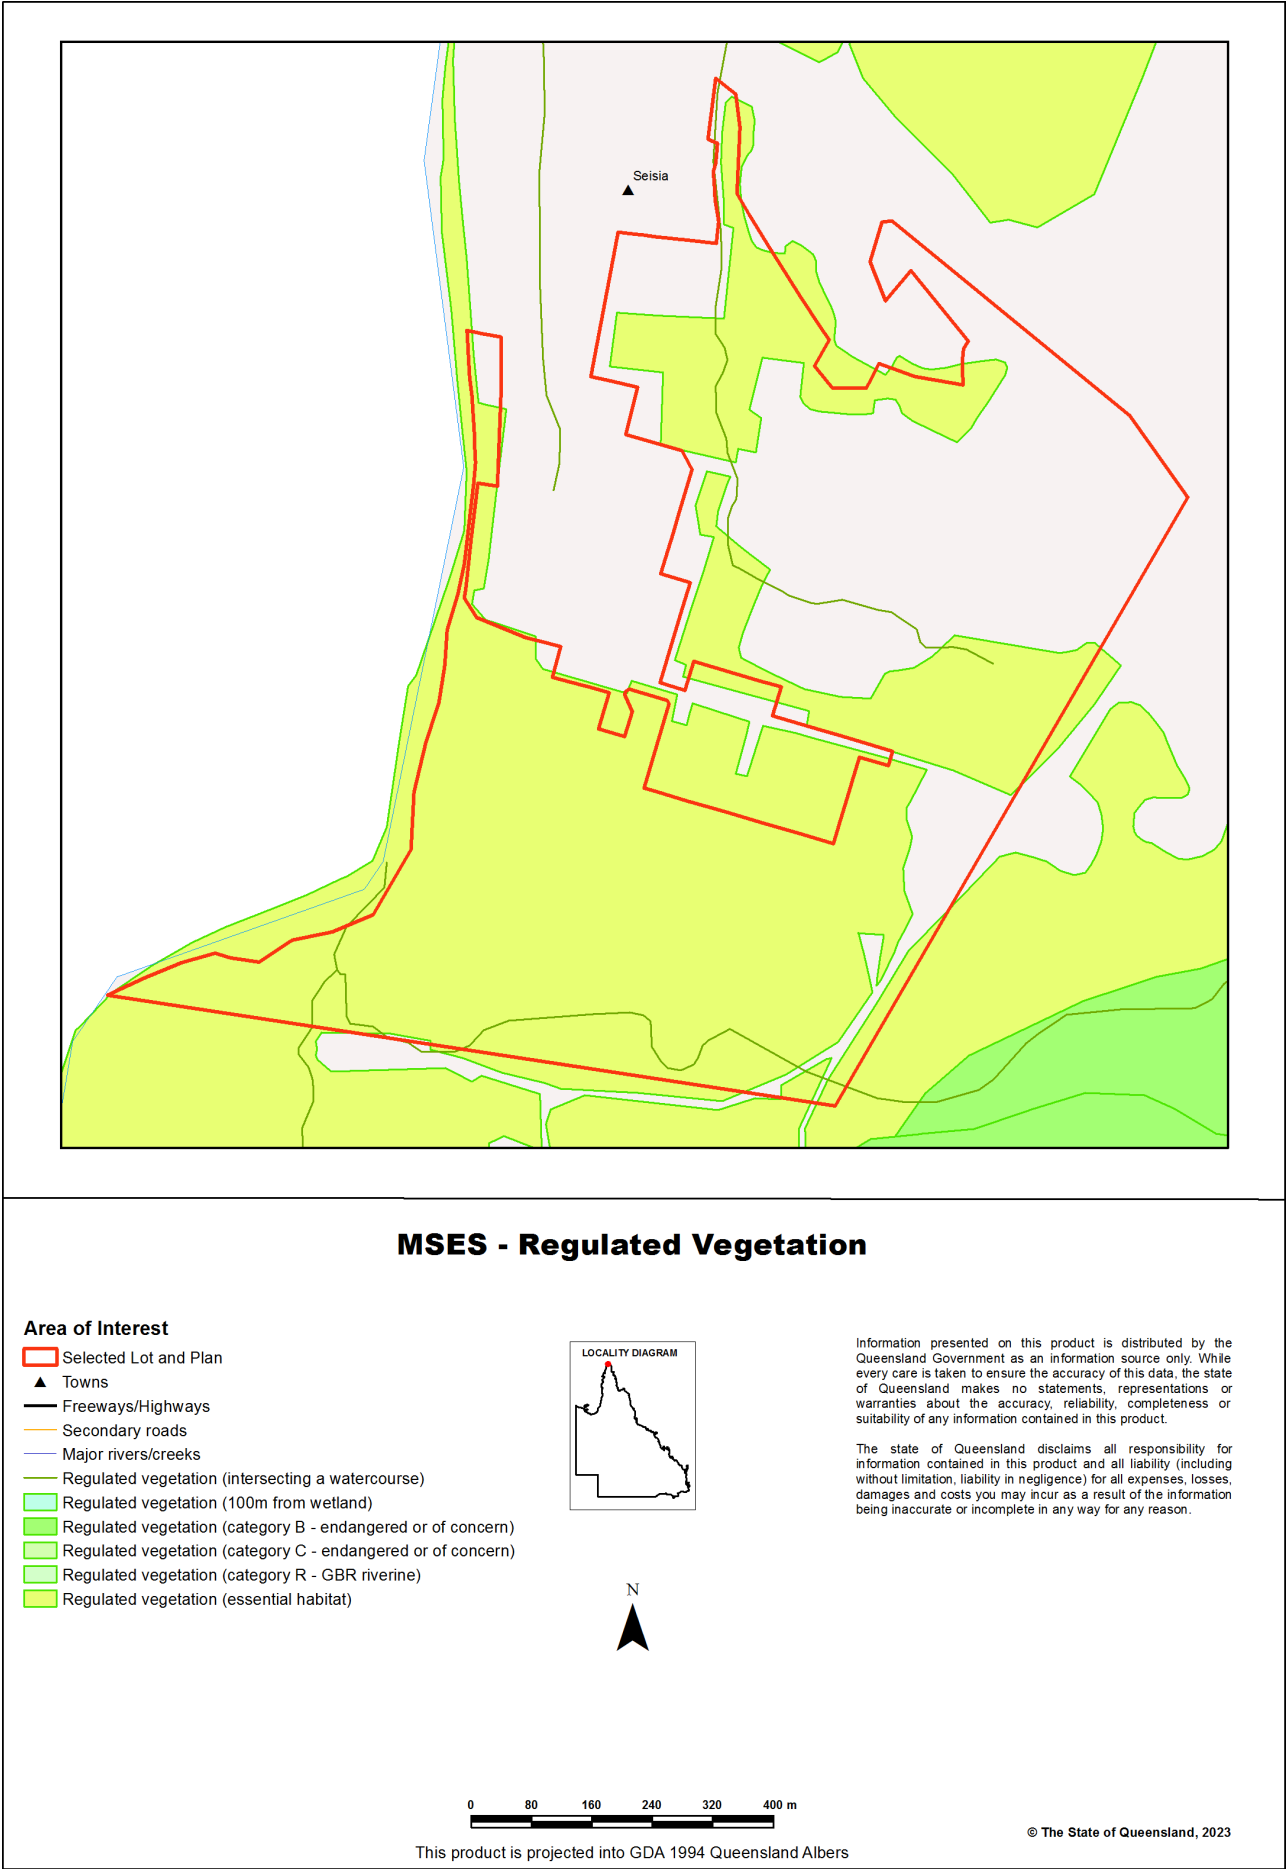 Seisia
MSES - Regulated Vegetation
Area of Interest
Selected Lot and Plan
Towns
Freeways/Highways
Secondary roads
Major rivers/creeks
Regulated vegetation (intersecting a watercourse)
Regulated vegetation (100m from wetland)
Regulated vegetation (category B - endangered or of concern)
Regulated vegetation (category C - endangered or of concern)
Regulated vegetation (category R - GBR riverine)
Regulated vegetation (essential habitat)
LOCALITY DIAGRAM
N
Information presented on this product is distributed by the
Queensland Government as an information source only. While
every care is taken to ensure the accuracy of this data, the state
of Queensland makes no statements, representations or
warranties about the accuracy, reliability, completeness or
suitability of any information contained in this product.
The state of Queensland disclaims all responsibility for
information contained in this product and all liability (including
without limitation, liability in negligence) for all expenses, losses,
damages and costs you may incur as a result of the information
being inaccurate or incomplete in any way for any reason.
0 80 160 240 320 400 m
This product is projected into GDA 1994 Queensland Albers
© The State of Queensland, 2023